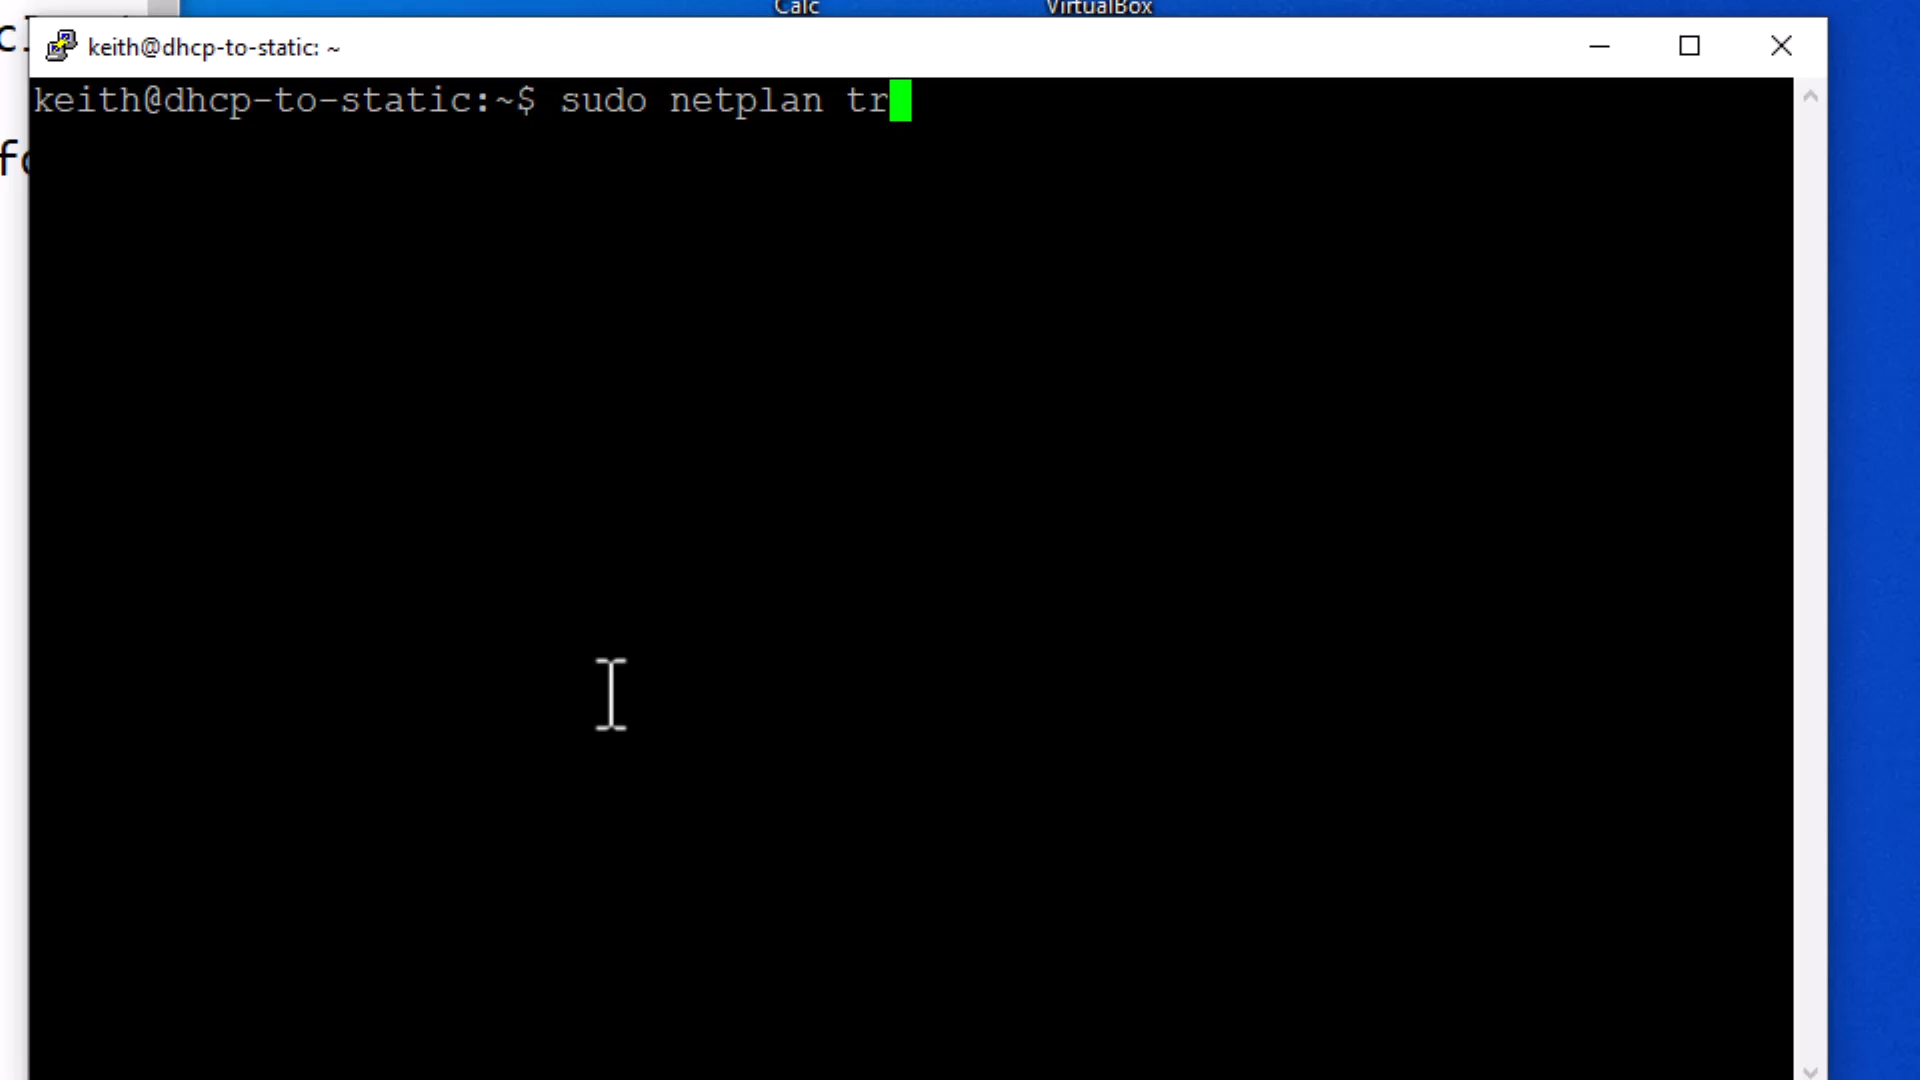 Calc VirtualBox
keith@dhcp-to-static: ~
keith@dhcp-to-static:~$ sudo netplan tr